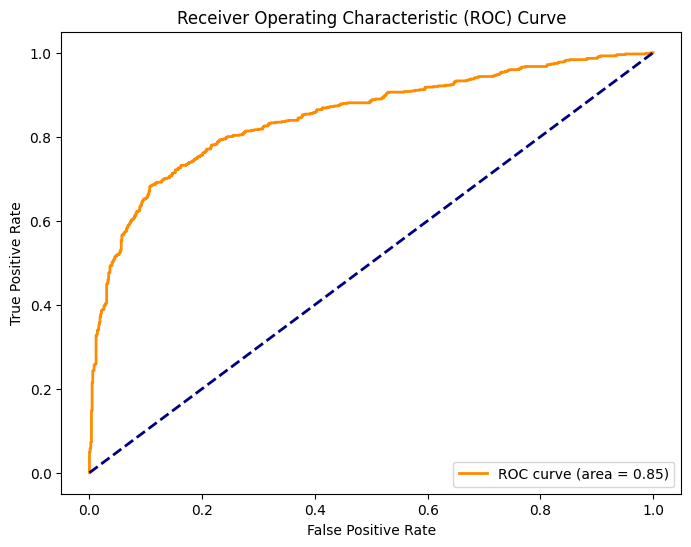 Receiver Operating Characteristic (ROC) Curve
True Positive Rate
1.0
0.8
0.6
0.4
0.2
0.0
ROC curve (area = 0.85)
0.0 0.2 0.4 0.6 0.8 1.0
False Positive Rate